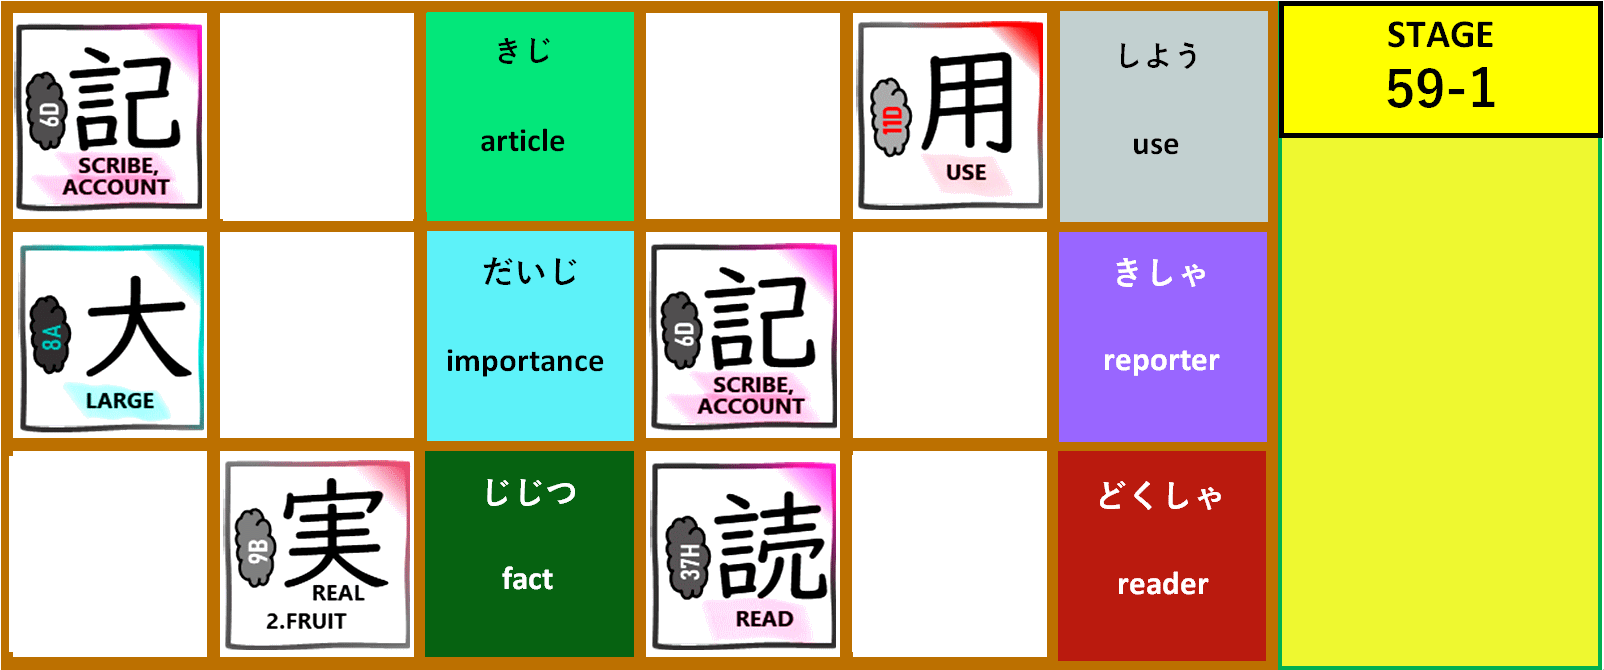 記
6D
SCRIBE,
ACCOUNT
きじ
article
用
11D
USE
しよう
use
STAGE
59-1
大
8A
LARGE
だいじ
importance
記
6D
SCRIBE,
ACCOUNT
きしゃ
reporter
実
9B
REAL
2.FRUIT
じじつ
fact
読
37H
READ
どくしゃ
reader